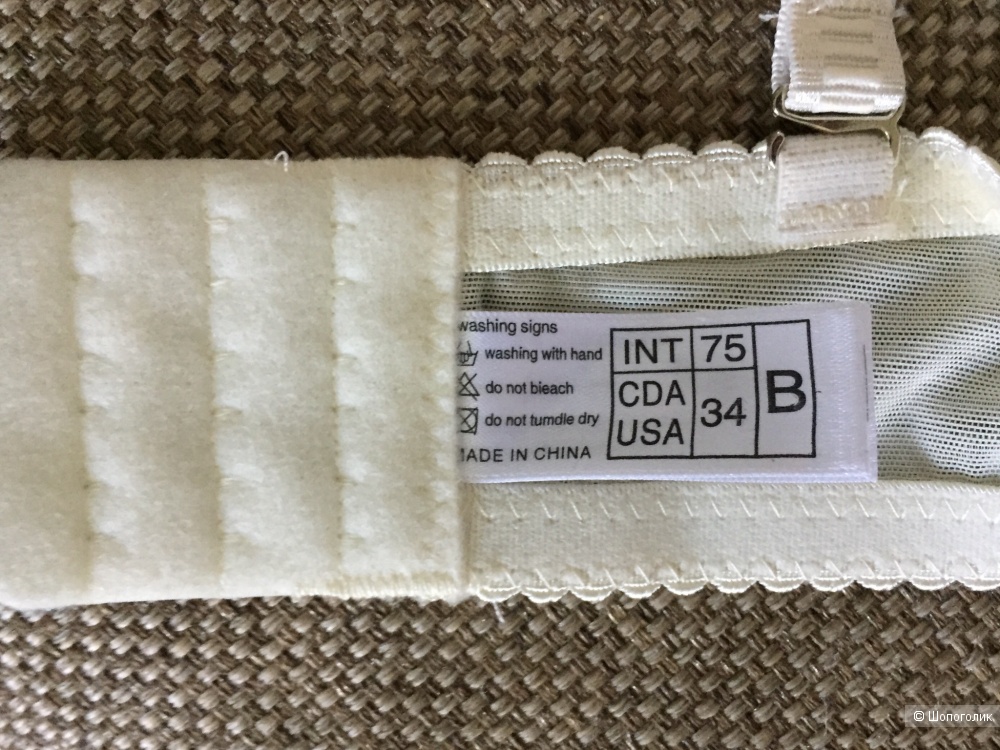 washing signs
washing with hand
do not bieach
do not tumdle dry
MADE IN CHINA
INT 75
CDA
USA
34
B
© Шопоголик